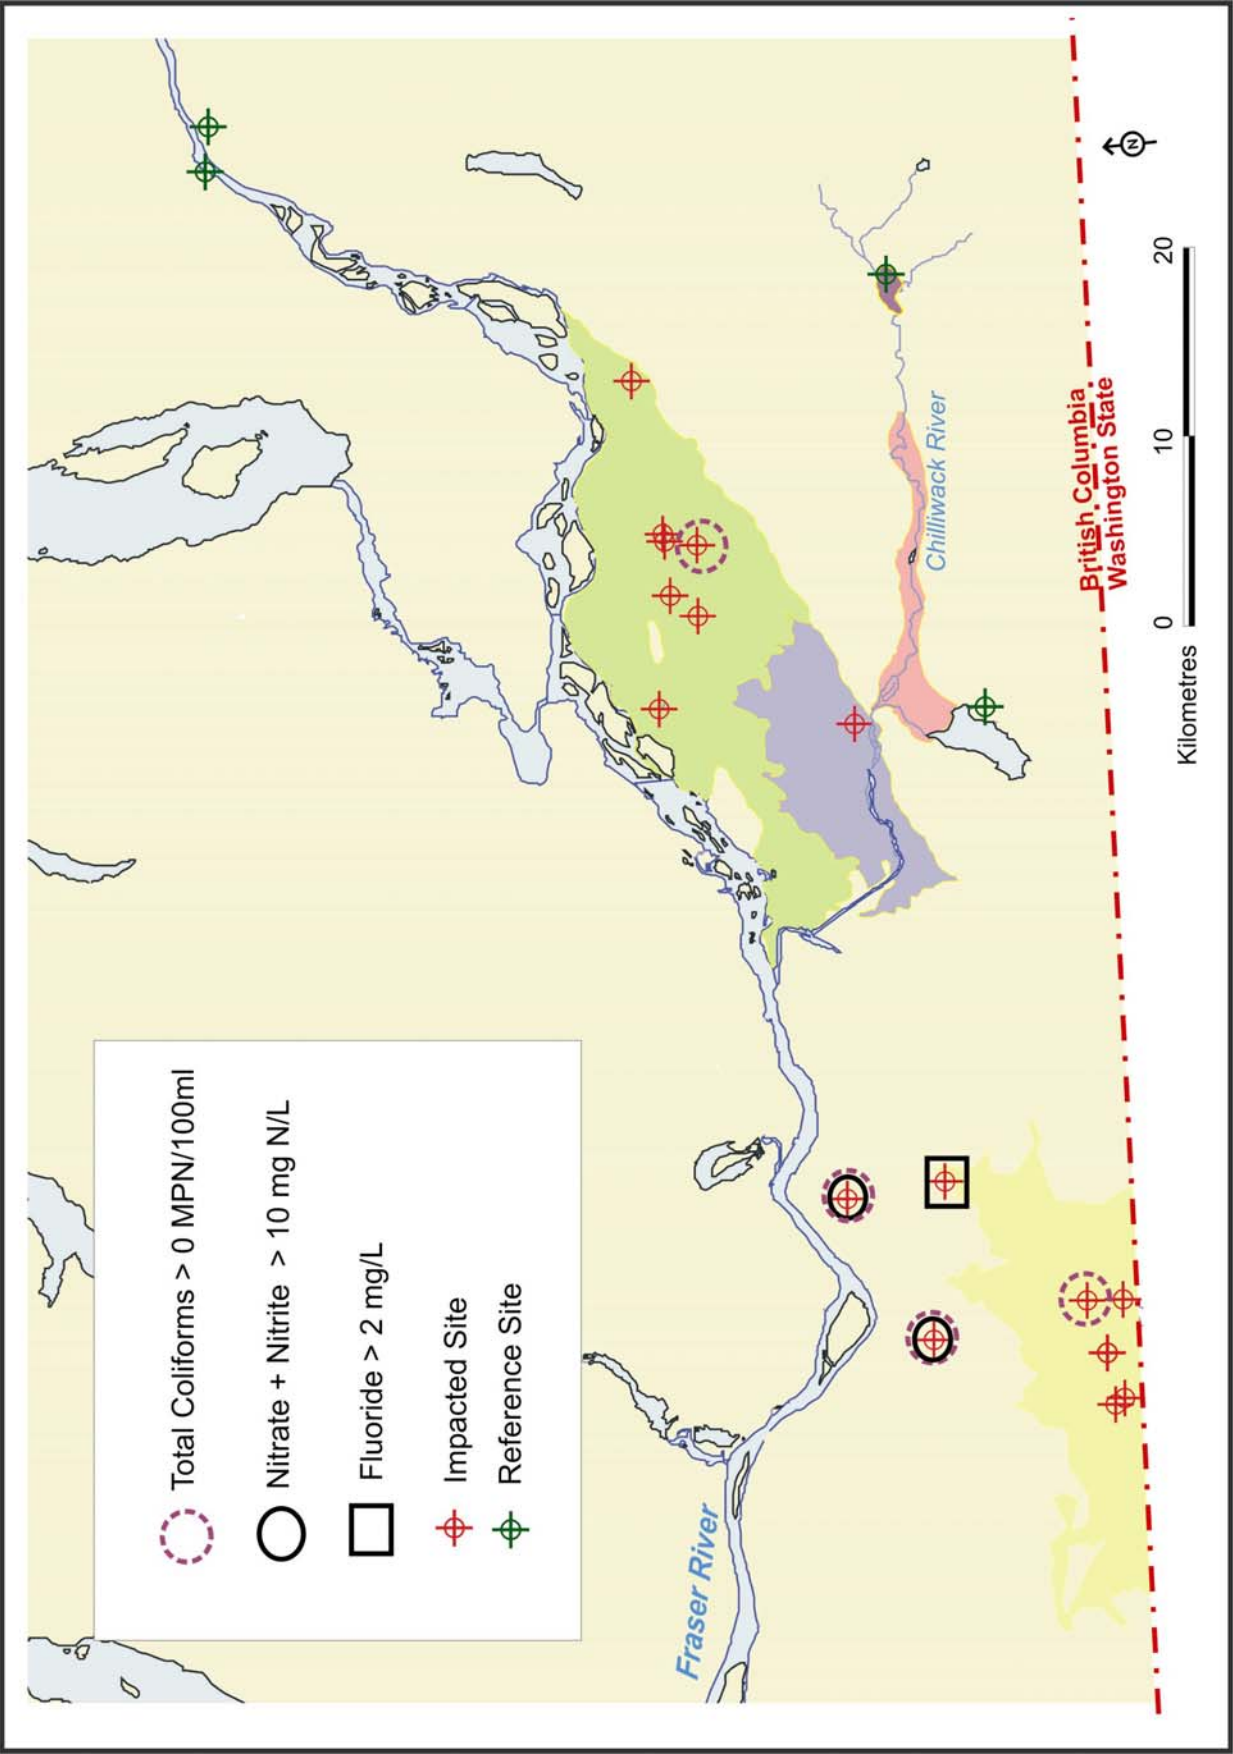 Total Coliforms > 0 MPN/100ml
Nitrate + Nitrite > 10 mg N/L
Fluoride > 2 mg/L
Impacted Site
Reference Site
Fraser River
Chilliwack River
British Columbia
Washington State
N
0 10 20
Kilometres